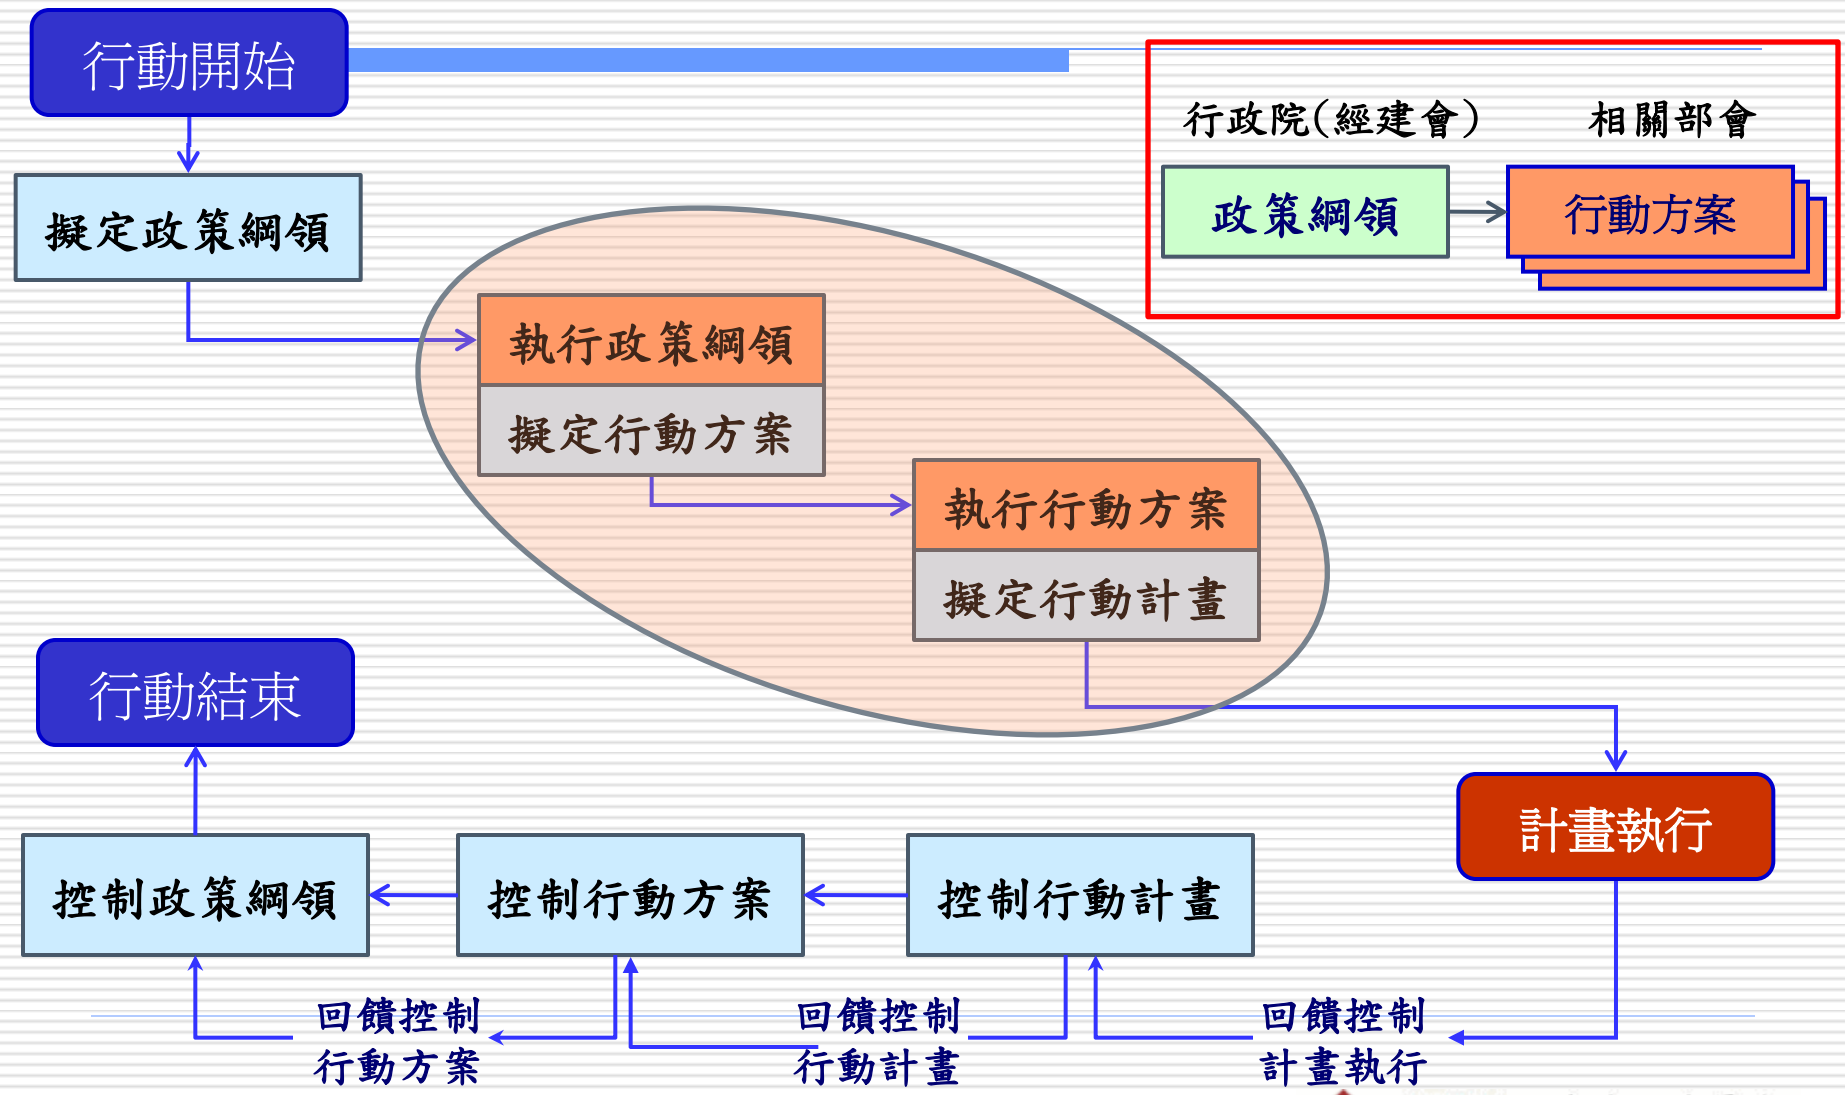 行動開始
行政院(經建會)
相關部會
政策綱領
行動方案
擬定政策綱領
執行政策綱領
擬定行動方案
執行行動方案
擬定行動計畫
行動結束
計畫執行
控制政策綱領
控制行動方案
控制行動計畫
回饋控制
行動方案
回饋控制
行動計畫
回饋控制
計畫執行